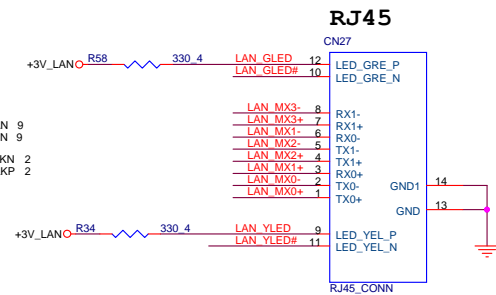 RJ45
CN27
+3V_LAN R58 330_4 LAN_GLED 12 LED_GRE_P
LAN_GLED# 10 LED_GRE_N
LAN_MX3- 8 RX1-
N 9 LAN_MX3+ 7 RX1+
N 9 LAN_MX1- 6 RX0-
LAN_MX2- 5 TX1-
KN 2 LAN_MX2+ 4 TX1+
KP 2 LAN_MX1+ 3 RX0+
LAN_MX0- 2 TX0- GND1 14
LAN_MX0+ 1 TX0+
GND 13
+3V_LAN R34 330_4 LAN_YLED 9 LED_YEL_P
LAN_YLED# 11 LED_YEL_N
RJ45_CONN